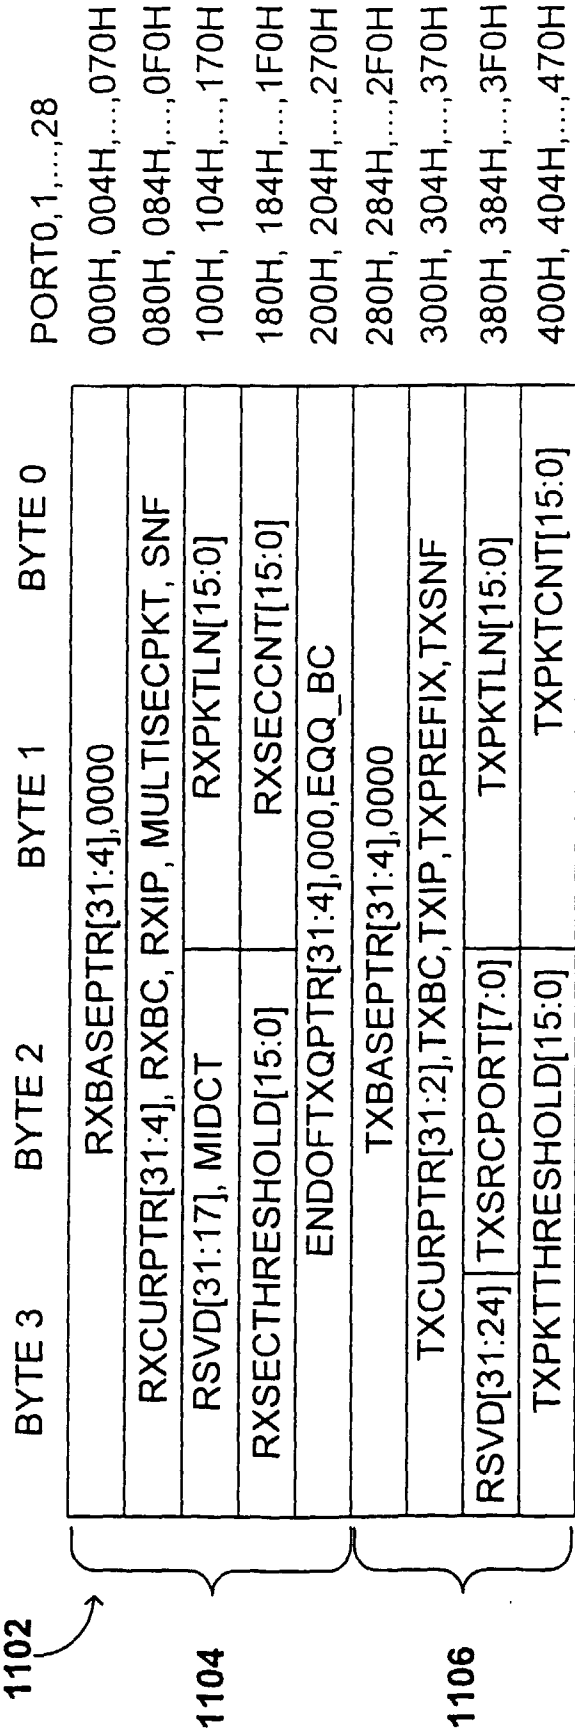 1102
BYTE 3 BYTE 2 BYTE 1 BYTE 0 PORT0,1,...,28
RXBASEPTR[31:4],0000 000H, 004H,...,070H
RXCURPTR[31:4], RXBC, RXIP, MULTISECPKT, SNF 080H, 084H,...,0F0H
RSVD[31:17], MIDCT RXPKTLN[15:0] 100H, 104H,...,170H
RXSECTHRESHOLD[15:0] RXSECCNT[15:0] 180H, 184H,...,1F0H
ENDOFTXQPTR[31:4],000,EQQ_BC 200H, 204H,...,270H
TXBASEPTR[31:4],0000 280H, 284H,...,2F0H
TXCURPTR[31:2],TXBC,TXIP,TXPREFIX,TXSNF 300H, 304H,...,370H
RSVD[31:24] TXSRCPORT[7:0] TXPKTLN[15:0] 380H, 384H,...,3F0H
TXPKTTHRESHOLD[15:0] TXPKTCNT[15:0] 400H, 404H,...,470H
1104
1106